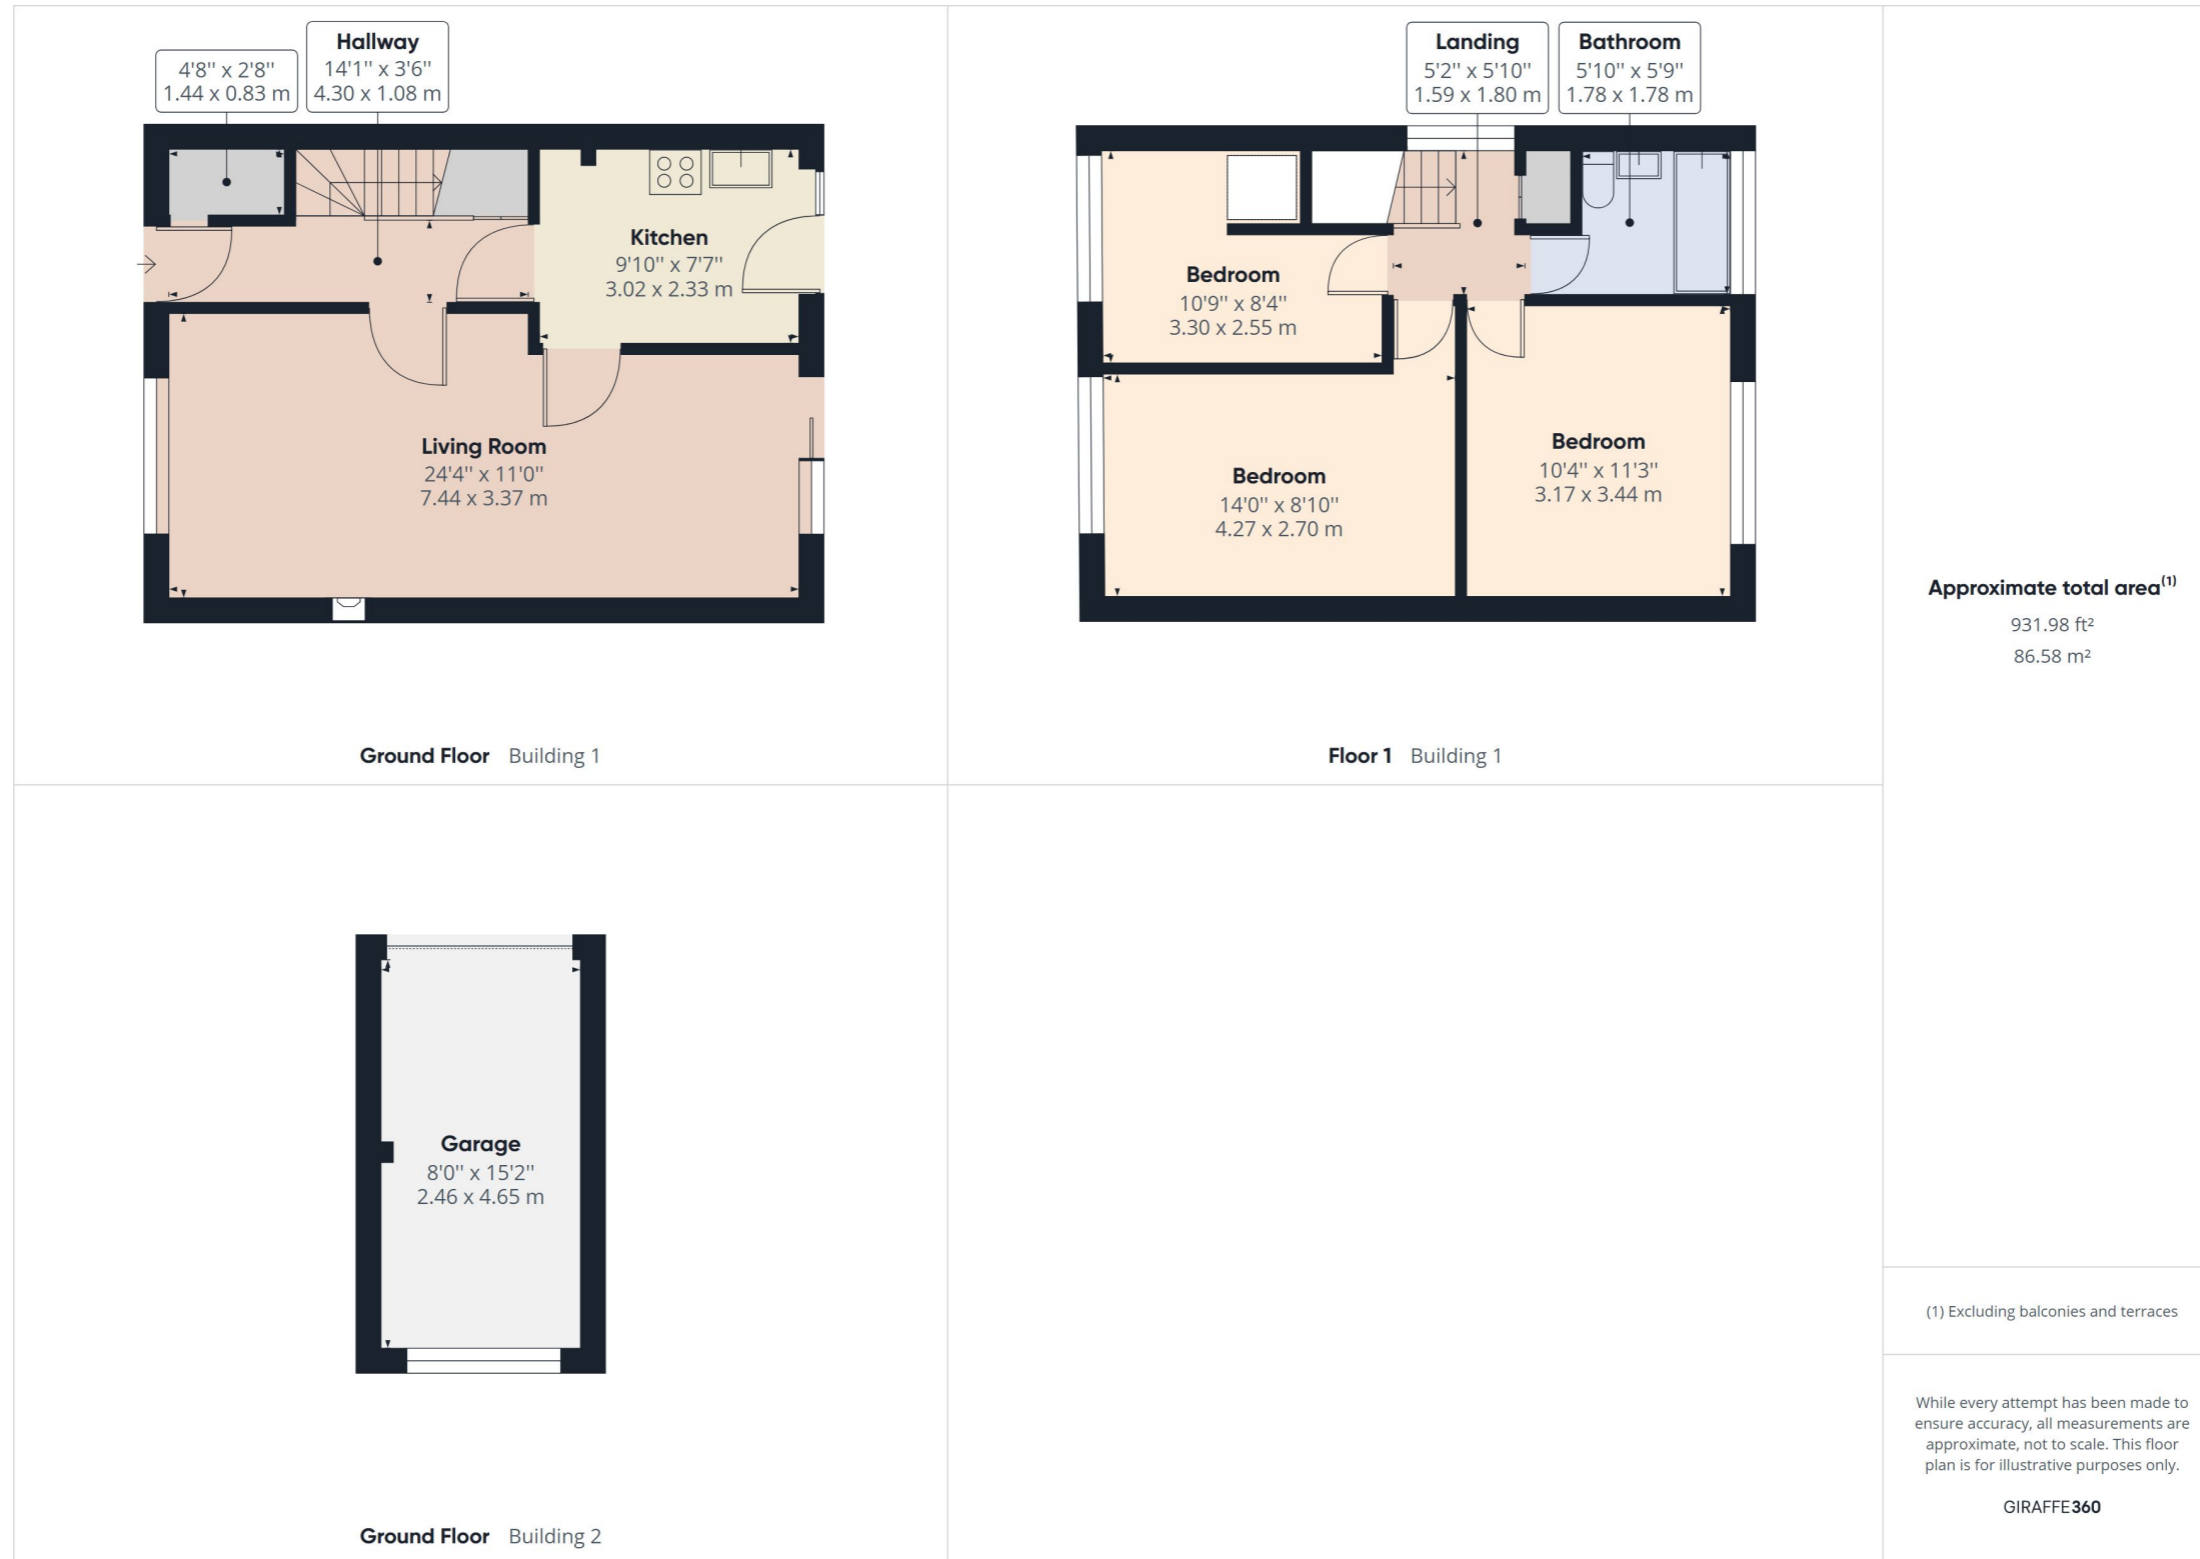 4'8" x 2'8"
1.44 x 0.83 m
Hallway
14'1" x 3'6"
4.30 x 1.08 m
Kitchen
9'10" x 7'7"
3.02 x 2.33 m
Living Room
24'4" x 11'0"
7.44 x 3.37 m
Ground Floor Building 1
Landing
5'2" x 5'10"
1.59 x 1.80 m
Bathroom
5'10" x 5'9"
1.78 x 1.78 m
Bedroom
10'9" x 8'4"
3.30 x 2.55 m
Bedroom
14'0" x 8'10"
4.27 x 2.70 m
Bedroom
10'4" x 11'3"
3.17 x 3.44 m
Floor 1 Building 1
Garage
8'0" x 15'2"
2.46 x 4.65 m
Ground Floor Building 2
Approximate total area(1)
931.98 ft²
86.58 m²
(1) Excluding balconies and terraces
While every attempt has been made to
ensure accuracy, all measurements are
approximate, not to scale. This floor
plan is for illustrative purposes only.
GIRAFFE360